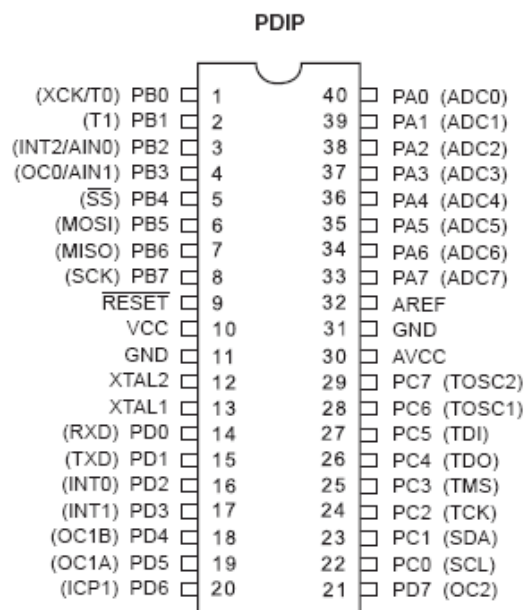 PDIP
(XCK/T0) PB0 1 40 PA0 (ADC0)
(T1) PB1 2 39 PA1 (ADC1)
(INT2/AIN0) PB2 3 38 PA2 (ADC2)
(OC0/AIN1) PB3 4 37 PA3 (ADC3)
(SS) PB4 5 36 PA4 (ADC4)
(MOSI) PB5 6 35 PA5 (ADC5)
(MISO) PB6 7 34 PA6 (ADC6)
(SCK) PB7 8 33 PA7 (ADC7)
RESET 9 32 AREF
VCC 10 31 GND
GND 11 30 AVCC
XTAL2 12 29 PC7 (TOSC2)
XTAL1 13 28 PC6 (TOSC1)
(RXD) PD0 14 27 PC5 (TDI)
(TXD) PD1 15 26 PC4 (TDO)
(INT0) PD2 16 25 PC3 (TMS)
(INT1) PD3 17 24 PC2 (TCK)
(OC1B) PD4 18 23 PC1 (SDA)
(OC1A) PD5 19 22 PC0 (SCL)
(ICP1) PD6 20 21 PD7 (OC2)